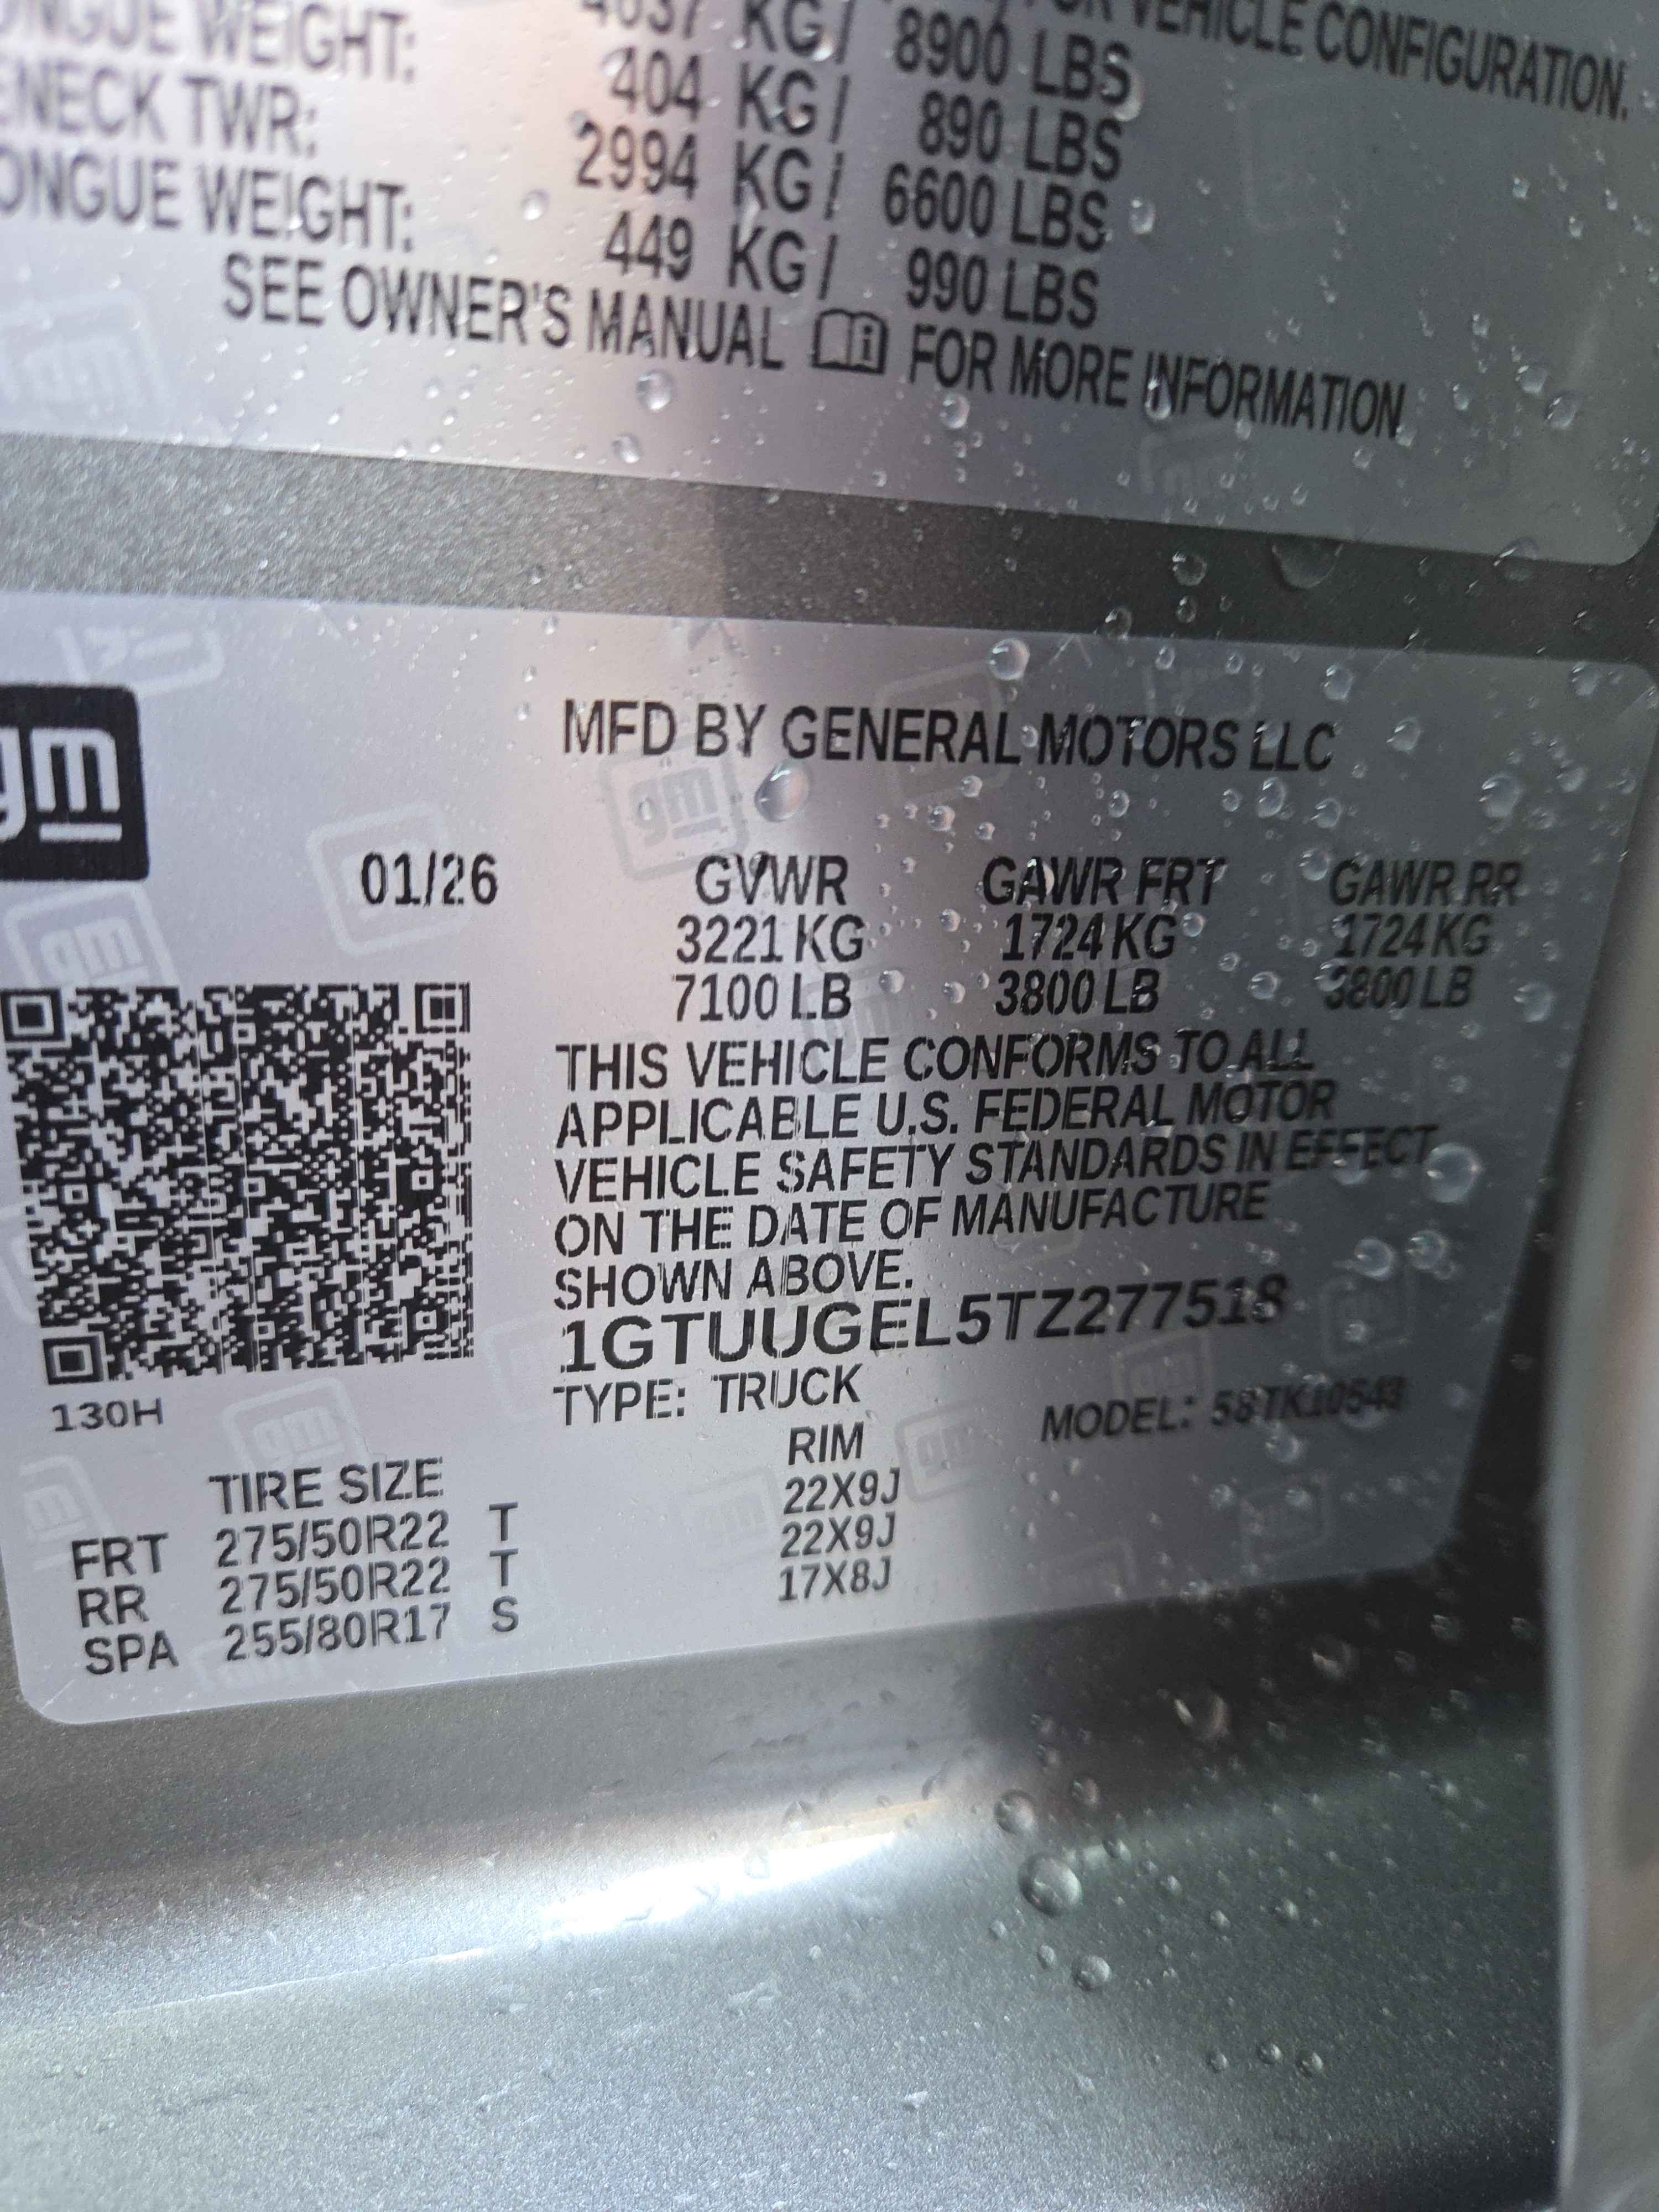 FOR VEHICLE CONFIGURATION.
4037 KG/ 8900 LBS
TONGUE WEIGHT: 404 KG/ 890 LBS
TWR: 2994 KG/ 6600 LBS
TONGUE WEIGHT: 449 KG/ 990 LBS
SEE OWNER'S MANUAL FOR MORE INFORMATION
gm
MFD BY GENERAL MOTORS LLC
01/26 GVWR GAWR FRT GAWR RR
3221 KG 1724 KG 1724 KG
7100 LB 3800 LB 3800 LB
THIS VEHICLE CONFORMS TO ALL
APPLICABLE U.S. FEDERAL MOTOR
VEHICLE SAFETY STANDARDS IN EFFECT
ON THE DATE OF MANUFACTURE
SHOWN ABOVE.
1GTUUGEL5TZ277518
130H
TYPE: TRUCK MODEL: 58TK10543
TIRE SIZE RIM
FRT 275/50R22 T 22X9J
RR 275/50R22 T 22X9J
SPA 255/80R17 S 17X8J